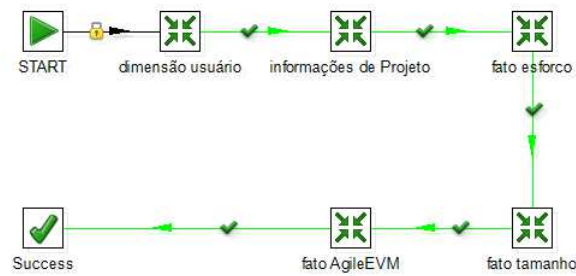 START
dimensão usuário
informações de Projeto
fato esforco
Success
fato AgileEVM
fato tamanho